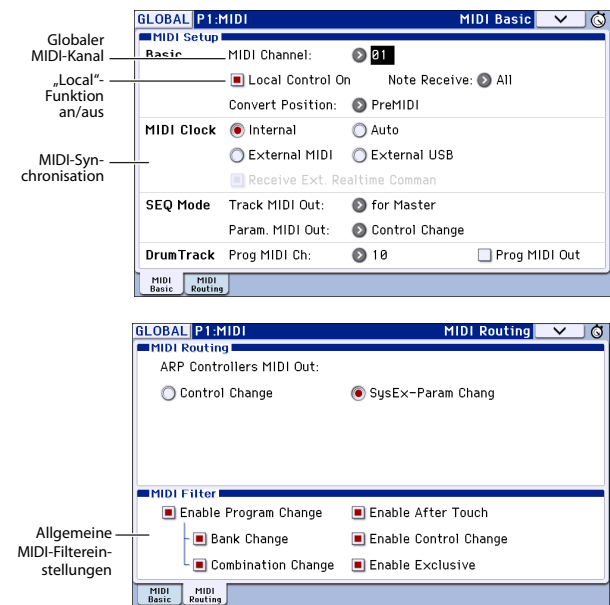 GLOBAL P1:MIDI MIDI Basic
MIDI Setup
Globaler
MIDI-Kanal
Basic MIDI Channel: 01
„Local“-
Funktion
an/aus
Local Control On Note Receive: All
Convert Position: PreMIDI
MIDI Clock Internal Auto
MIDI-Syn-
chronisation
External MIDI External USB
Receive Ext. Realtime Comman
SEQ Mode Track MIDI Out: for Master
Param. MIDI Out: Control Change
DrumTrack Prog MIDI Ch: 10 Prog MIDI Out
MIDI Basic MIDI Routing
GLOBAL P1:MIDI MIDI Routing
MIDI Routing
ARP Controllers MIDI Out:
Control Change SysEx-Param Chang
MIDI Filter
Enable Program Change Enable After Touch
Allgemeine
MIDI-Filterein-
stellungen
Bank Change Enable Control Change
Combination Change Enable Exclusive
MIDI Basic MIDI Routing